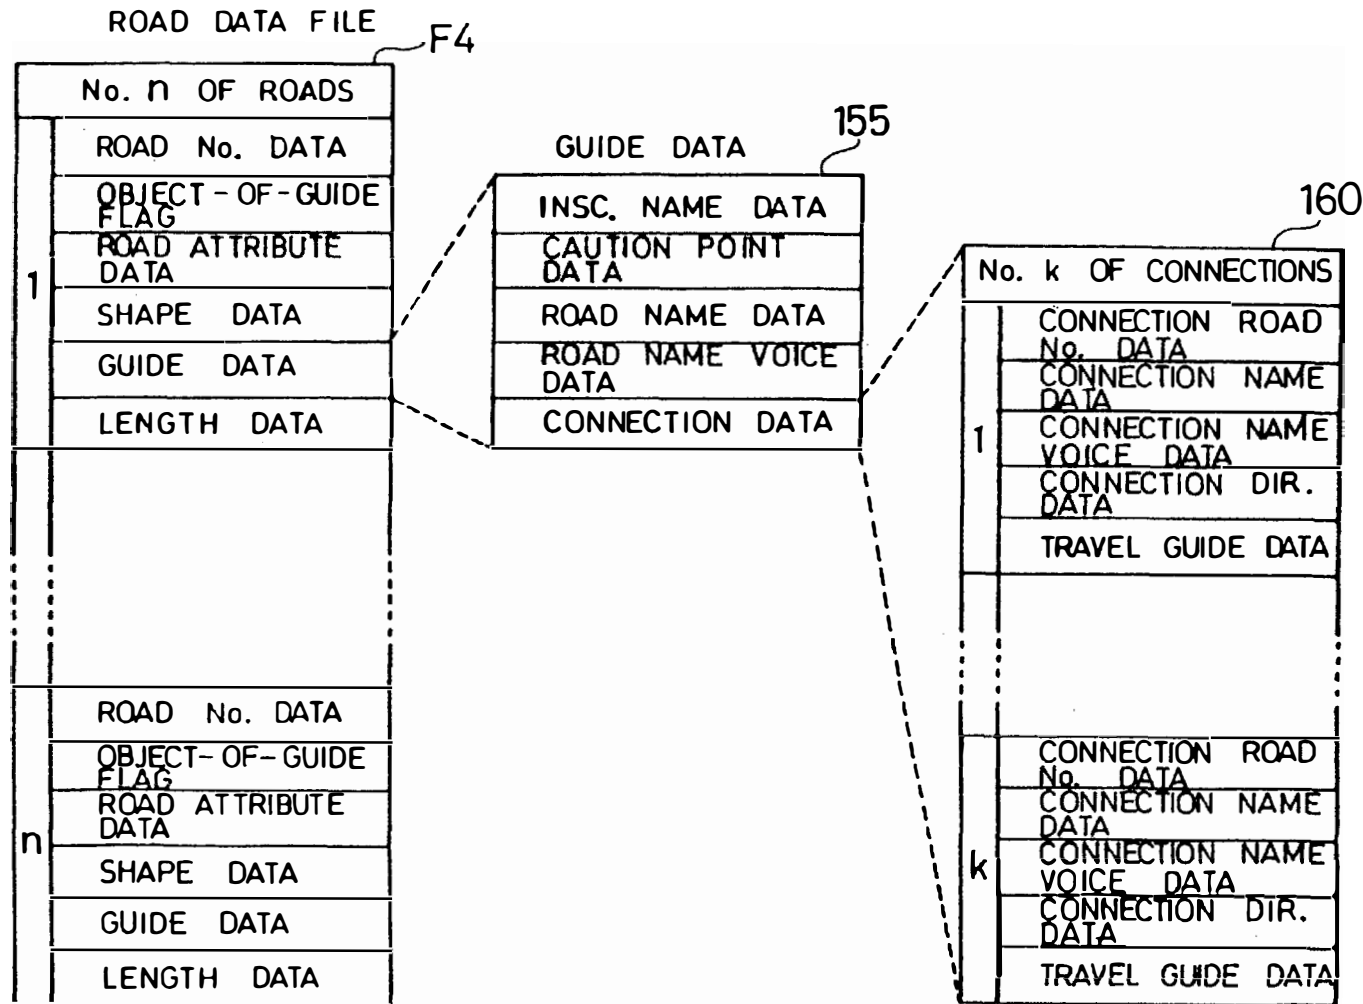 ROAD DATA FILE
F4
No. n OF ROADS
1
ROAD No. DATA
OBJECT-OF-GUIDE
FLAG
ROAD ATTRIBUTE
DATA
SHAPE DATA
GUIDE DATA
LENGTH DATA
n
ROAD No. DATA
OBJECT-OF-GUIDE
FLAG
ROAD ATTRIBUTE
DATA
SHAPE DATA
GUIDE DATA
LENGTH DATA
GUIDE DATA
155
INSC. NAME DATA
CAUTION POINT
DATA
ROAD NAME DATA
ROAD NAME VOICE
DATA
CONNECTION DATA
160
No. k OF CONNECTIONS
1
CONNECTION ROAD
No. DATA
CONNECTION NAME
DATA
CONNECTION NAME
VOICE DATA
CONNECTION DIR.
DATA
TRAVEL GUIDE DATA
k
CONNECTION ROAD
No. DATA
CONNECTION NAME
DATA
CONNECTION NAME
VOICE DATA
CONNECTION DIR.
DATA
TRAVEL GUIDE DATA